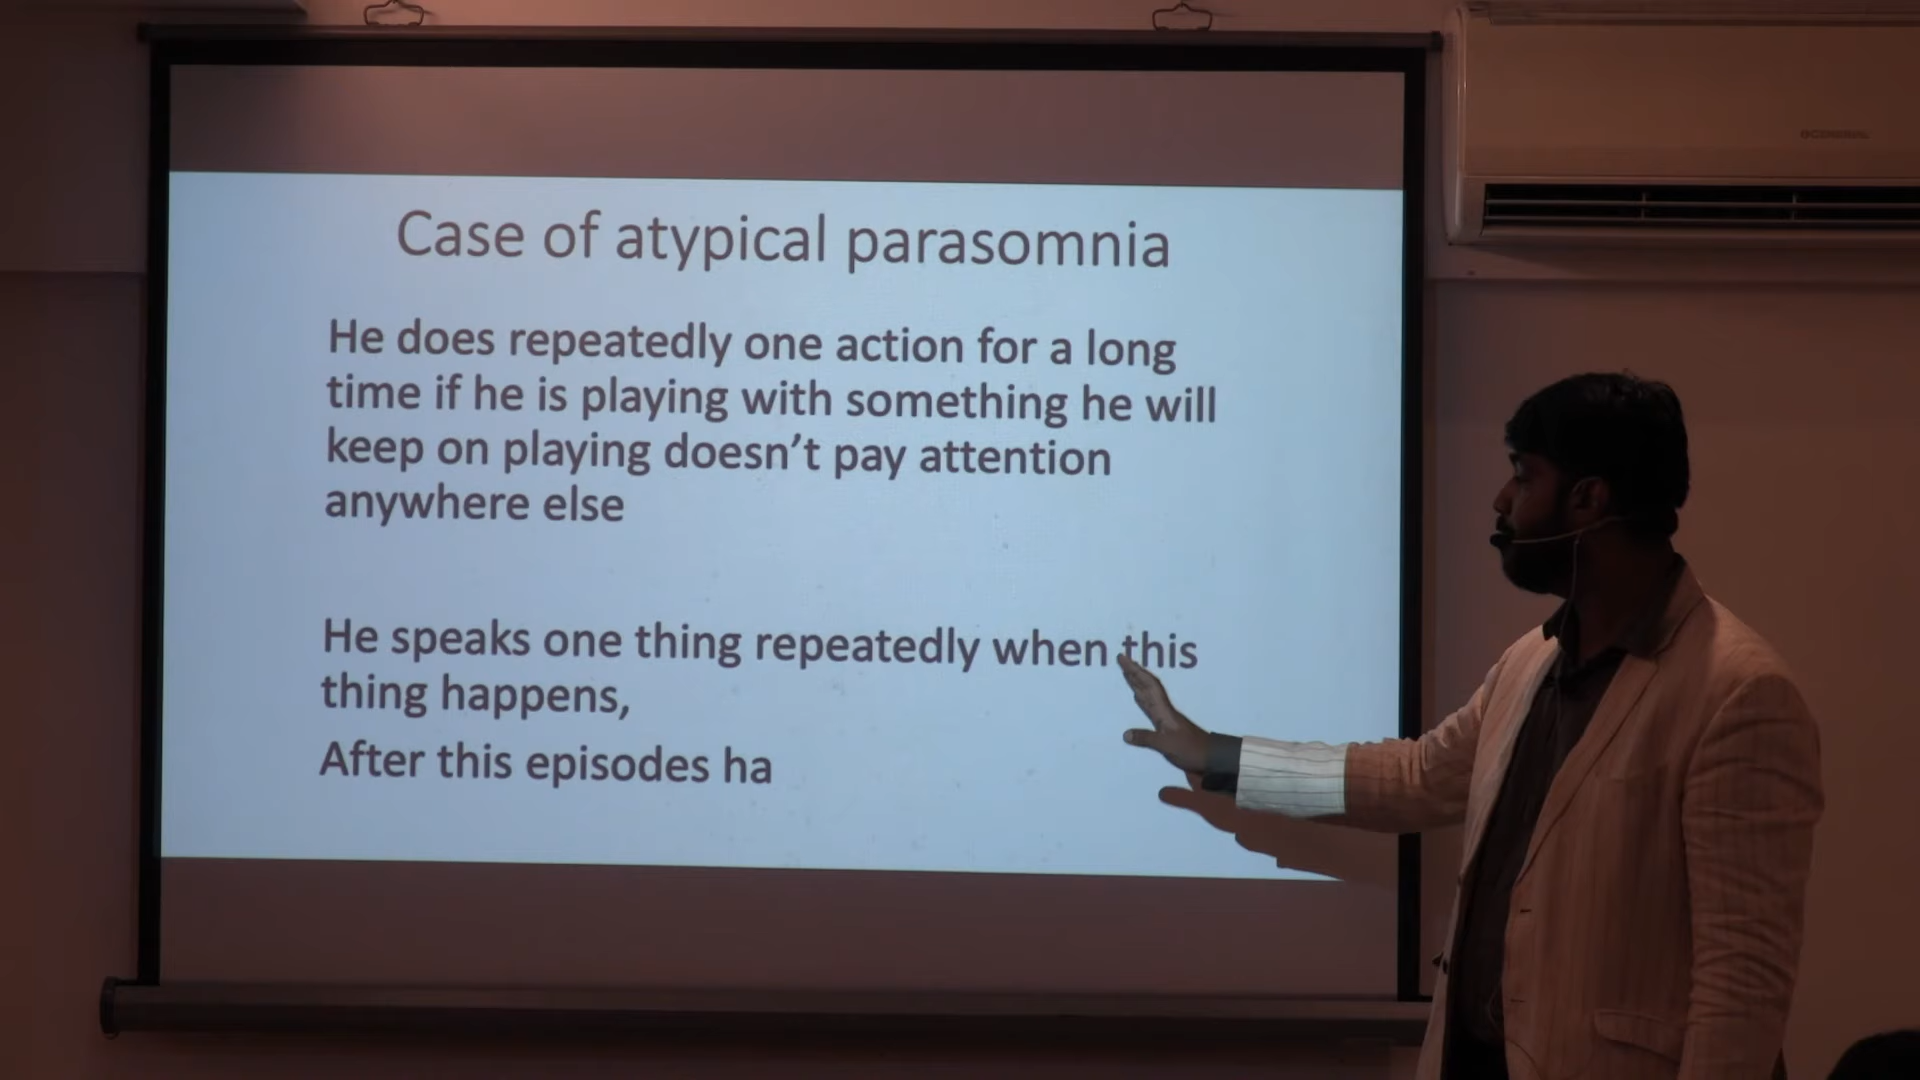 Case of atypical parasomnia
He does repeatedly one action for a long
time if he is playing with something he will
keep on playing doesn’t pay attention
anywhere else
He speaks one thing repeatedly when this
thing happens,
After this episodes ha